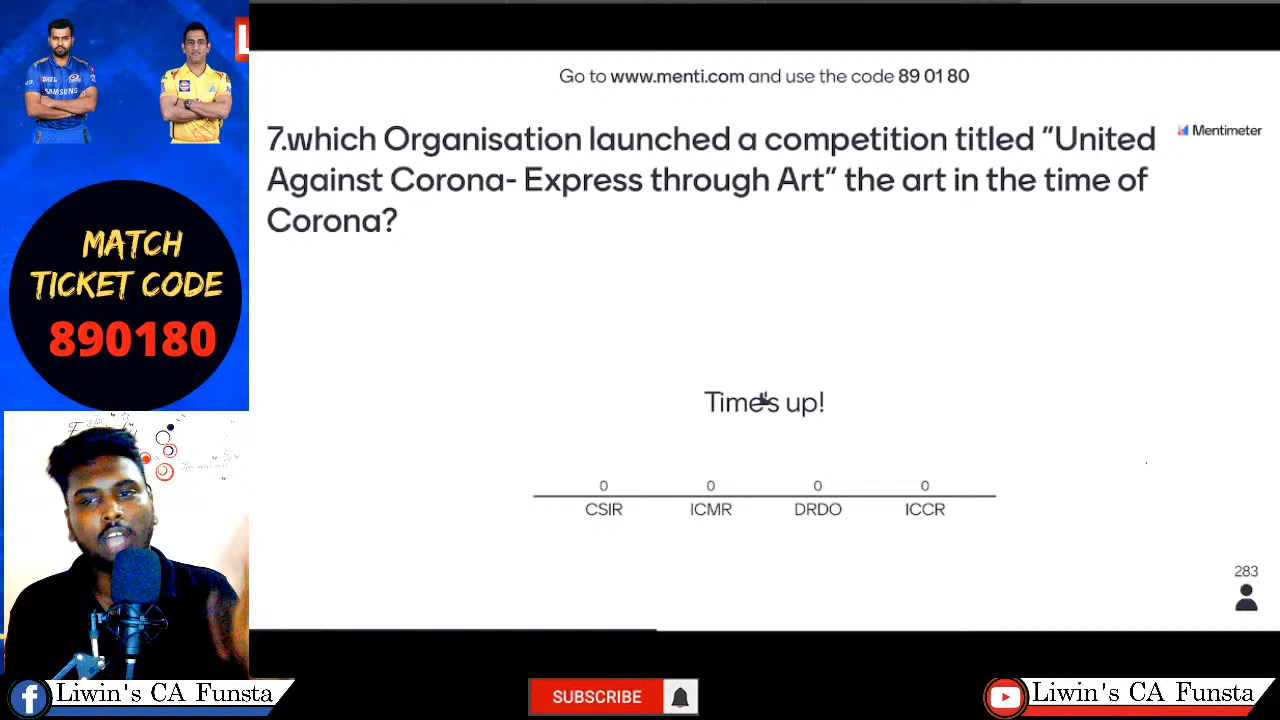 Go to www.menti.com and use the code 89 01 80
7.which Organisation launched a competition titled "United
Against Corona- Express through Art" the art in the time of
Corona?
Mentimeter
MATCH
TICKET CODE
890180
SAMSUNG
Time's up!
0 0 0 0
CSIR ICMR DRDO ICCR
283
Liwin's CA Funsta
SUBSCRIBE
Liwin's CA Funsta